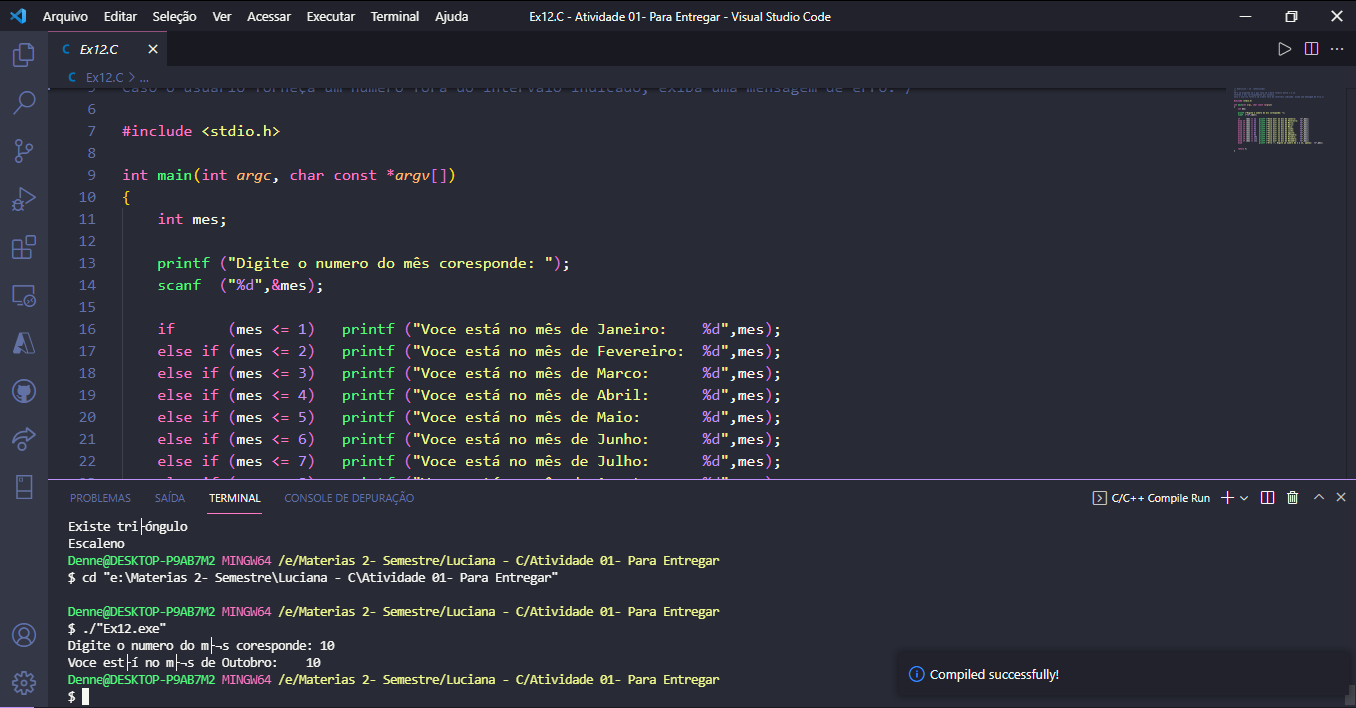 Arquivo Editar Seleção Ver Acessar Executar Terminal Ajuda
Ex12.C - Atividade 01- Para Entregar - Visual Studio Code
C Ex12.C
C Ex12.C > ...
5 Caso o usuário forneça um número fora do intervalo indicado, exiba uma mensagem de erro.*/
6
7 #include <stdio.h>
8
9 int main(int argc, char const *argv[])
10 {
11 int mes;
12
13 printf ("Digite o numero do mês coresponde: ");
14 scanf ("%d",&mes);
15
16 if (mes <= 1) printf ("Voce está no mês de Janeiro: %d",mes);
17 else if (mes <= 2) printf ("Voce está no mês de Fevereiro: %d",mes);
18 else if (mes <= 3) printf ("Voce está no mês de Marco: %d",mes);
19 else if (mes <= 4) printf ("Voce está no mês de Abril: %d",mes);
20 else if (mes <= 5) printf ("Voce está no mês de Maio: %d",mes);
21 else if (mes <= 6) printf ("Voce está no mês de Junho: %d",mes);
22 else if (mes <= 7) printf ("Voce está no mês de Julho: %d",mes);
PROBLEMAS SAÍDA TERMINAL CONSOLE DE DEPURAÇÃO
C/C++ Compile Run
Existe tri├óngulo
Escaleno
Denne@DESKTOP-P9AB7M2 MINGW64 /e/Materias 2- Semestre/Luciana - C/Atividade 01- Para Entregar
$ cd "e:\Materias 2- Semestre\Luciana - C\Atividade 01- Para Entregar"
Denne@DESKTOP-P9AB7M2 MINGW64 /e/Materias 2- Semestre/Luciana - C/Atividade 01- Para Entregar
$ ./"Ex12.exe"
Digite o numero do m├¬s coresponde: 10
Voce est├í no m├¬s de Outobro: 10
Denne@DESKTOP-P9AB7M2 MINGW64 /e/Materias 2- Semestre/Luciana - C/Atividade 01- Para Entregar
$
Compiled successfully!